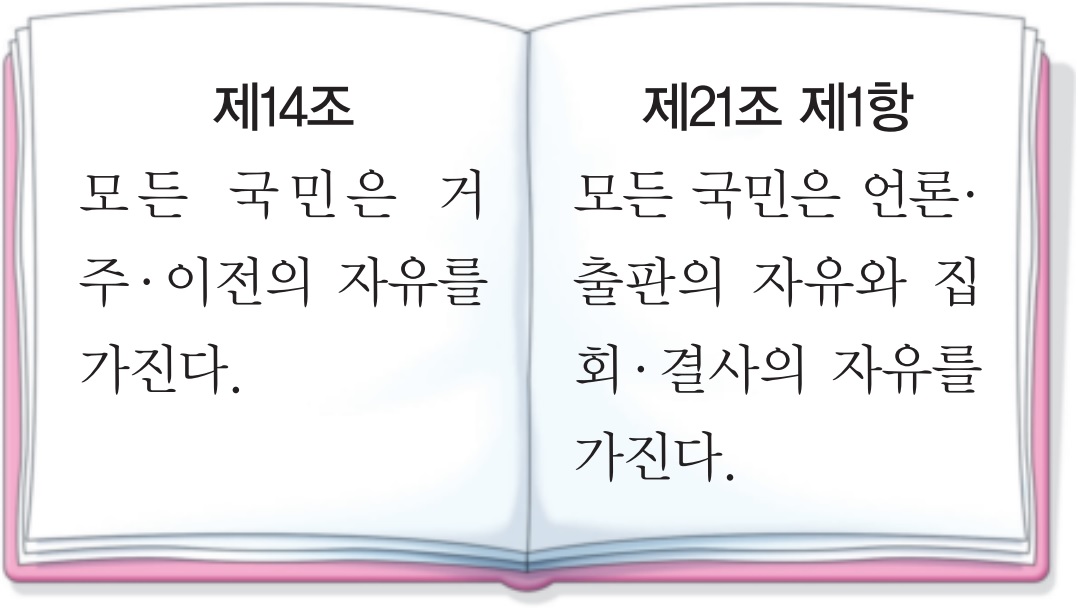 제14조
모든 국민은 거
주·이전의 자유를
가진다.
제21조 제1항
모든 국민은 언론·
출판의 자유와 집
회·결사의 자유를
가진다.